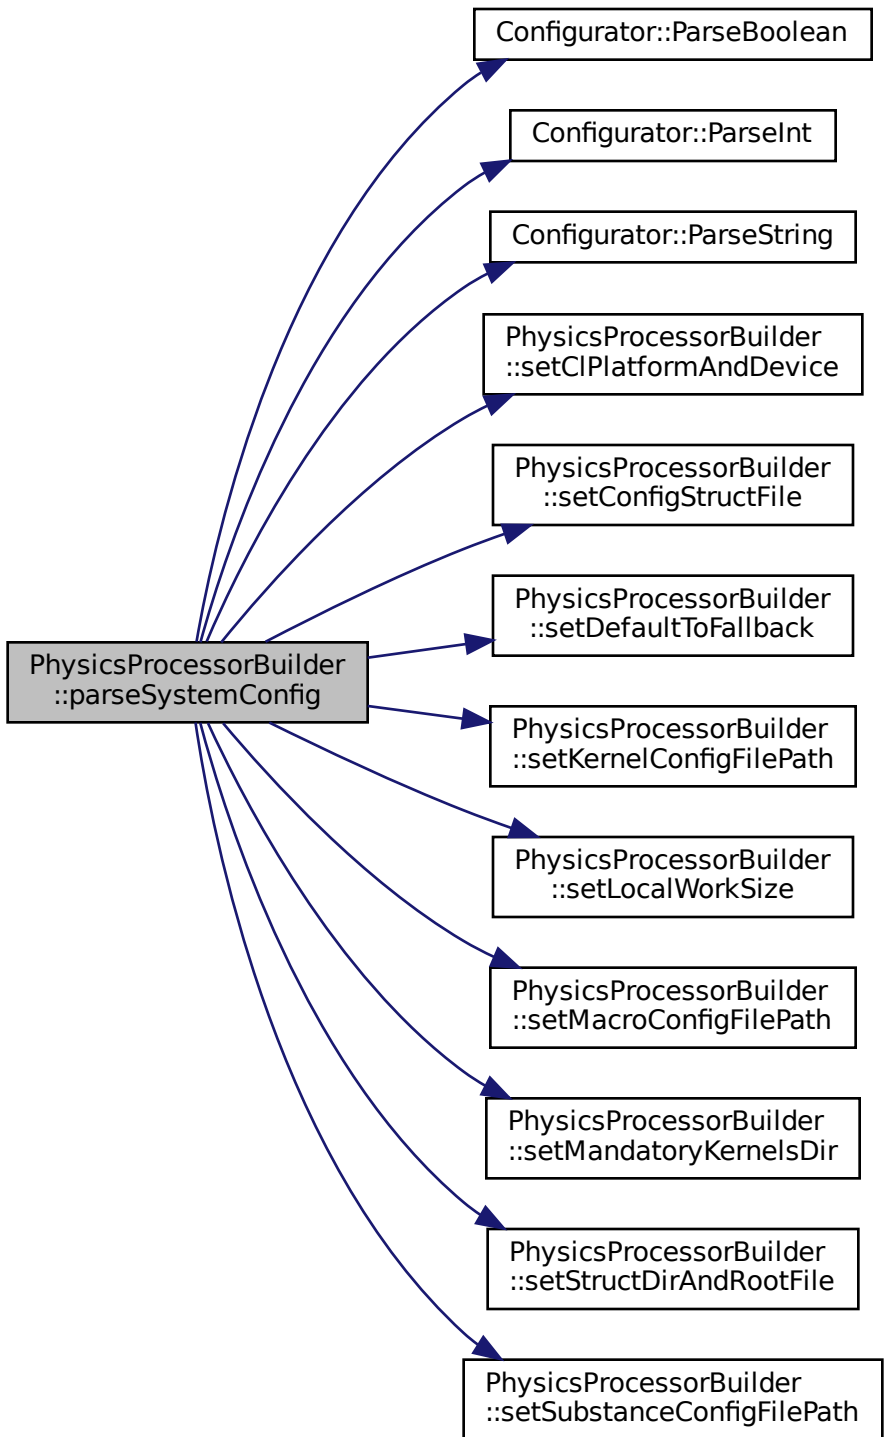 Configurator::ParseBoolean
Configurator::ParseInt
Configurator::ParseString
PhysicsProcessorBuilder
::setClPlatformAndDevice
PhysicsProcessorBuilder
::setConfigStructFile
PhysicsProcessorBuilder
::setDefaultToFallback
PhysicsProcessorBuilder
::parseSystemConfig
PhysicsProcessorBuilder
::setKernelConfigFilePath
PhysicsProcessorBuilder
::setLocalWorkSize
PhysicsProcessorBuilder
::setMacroConfigFilePath
PhysicsProcessorBuilder
::setMandatoryKernelsDir
PhysicsProcessorBuilder
::setStructDirAndRootFile
PhysicsProcessorBuilder
::setSubstanceConfigFilePath